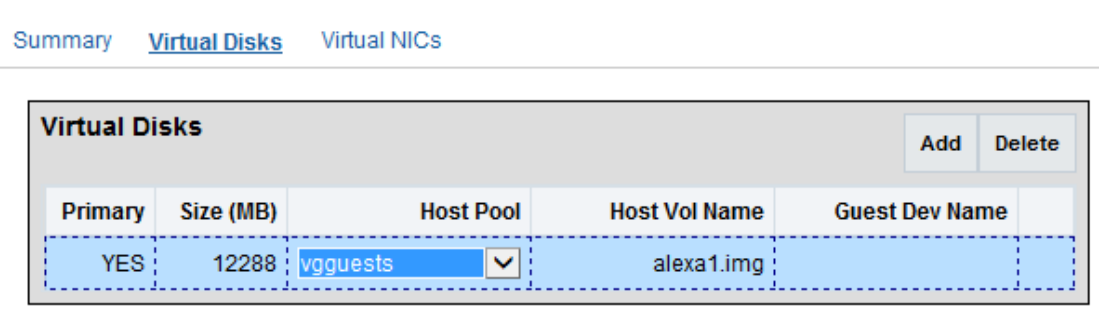 Summary Virtual Disks Virtual NICs
Virtual Disks
Add Delete
Primary Size (MB) Host Pool Host Vol Name Guest Dev Name
YES 12288 vgguests alexa1.img